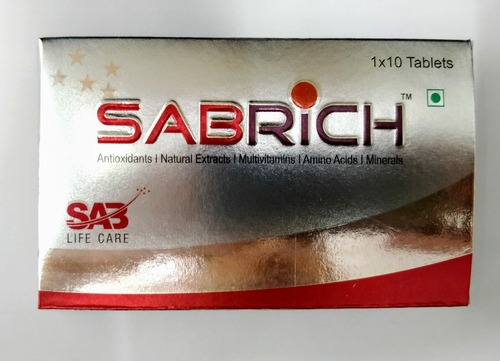 1x10 Tablets
SABRiCH™
Antioxidants | Natural Extracts | Multivitamins | Amino Acids | Minerals
SAB
LIFE CARE